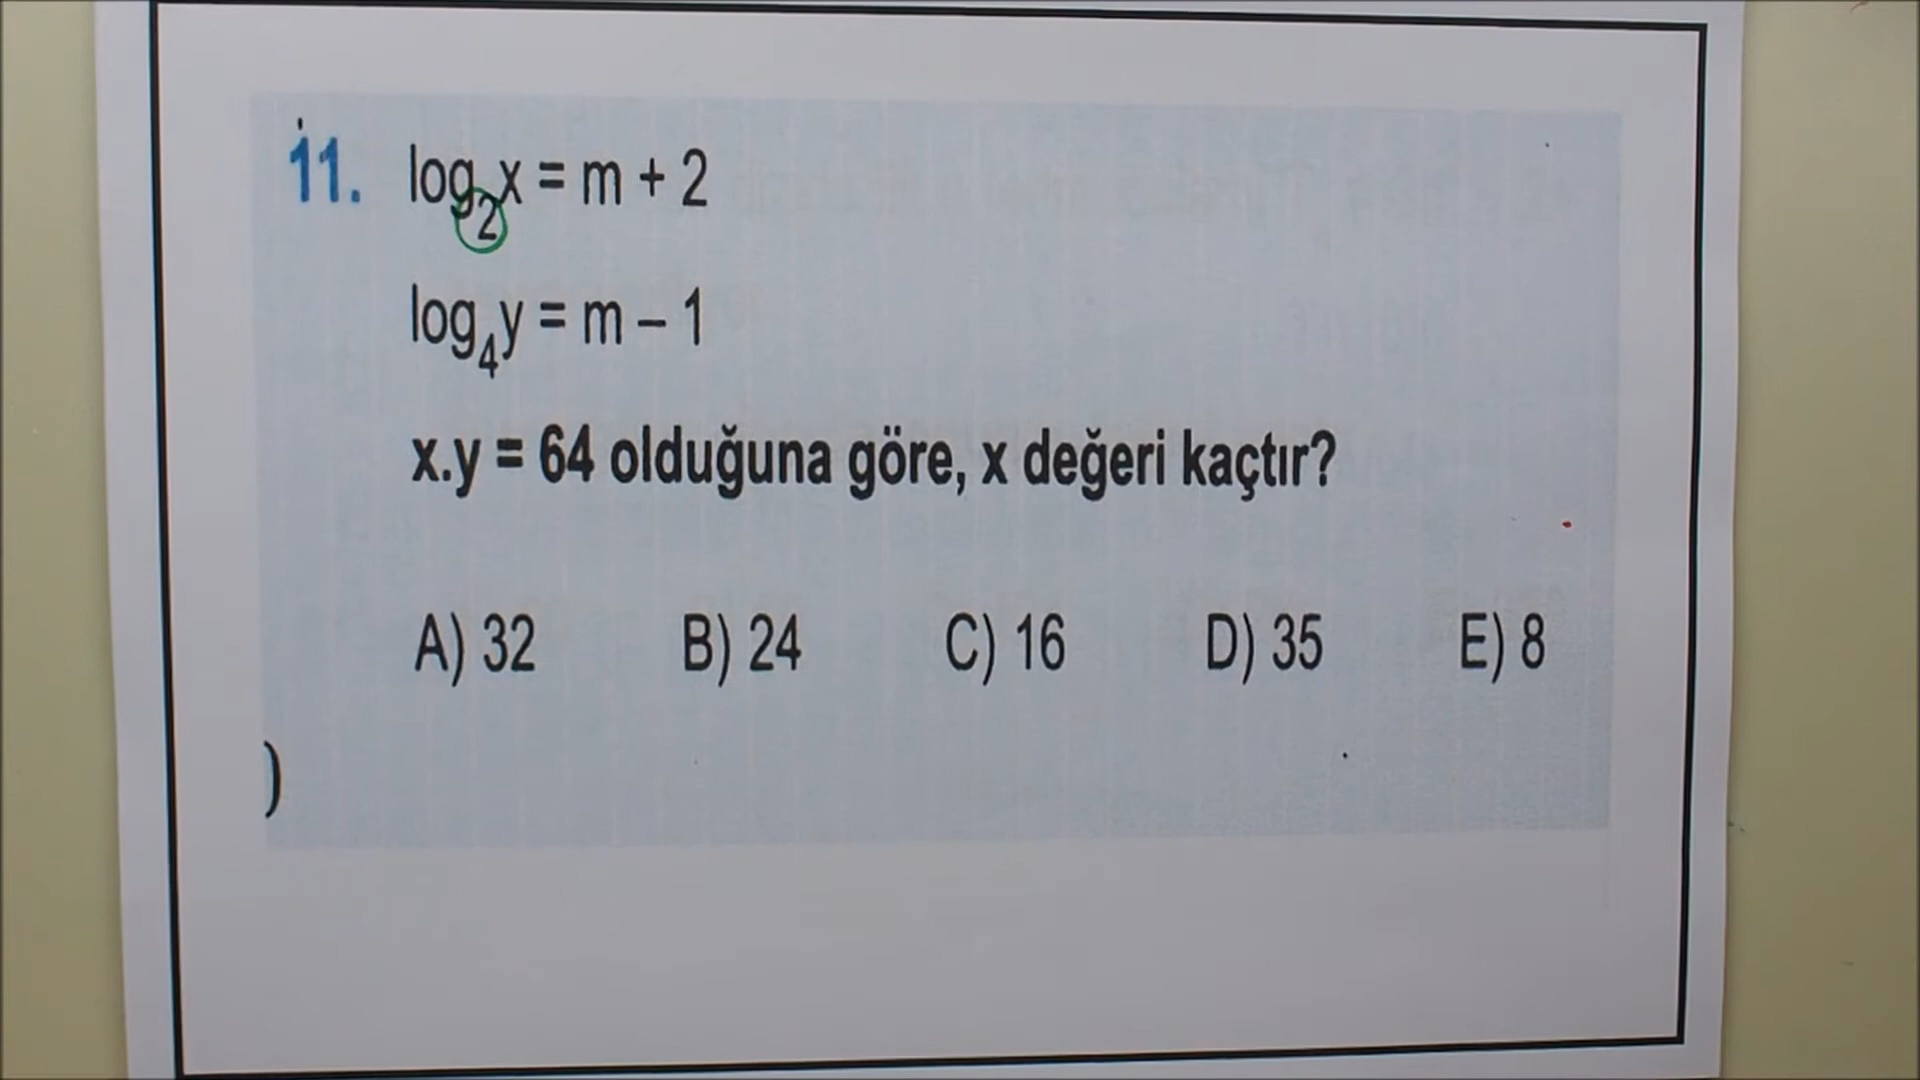 11. log₂x = m + 2
log₄y = m – 1
x.y = 64 olduğuna göre, x değeri kaçtır?
A) 32 B) 24 C) 16 D) 35 E) 8
)